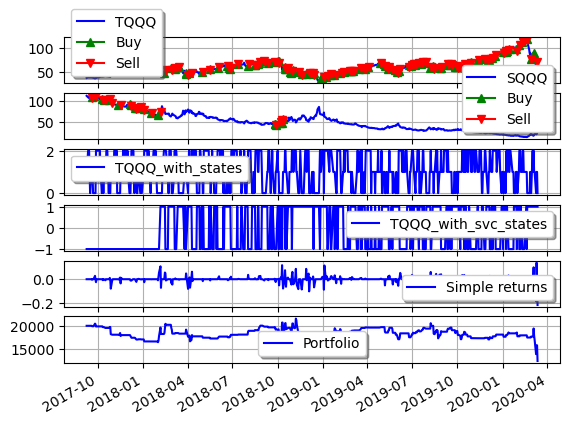 TQQQ
Buy
Sell
100
50
SQQQ
Buy
Sell
100
50
2
0
TQQQ_with_states
1
0
−1
TQQQ_with_svc_states
0.0
−0.2
Simple returns
20000
15000
Portfolio
2017-10
2018-01
2018-04
2018-07
2018-10
2019-01
2019-04
2019-07
2019-10
2020-01
2020-04